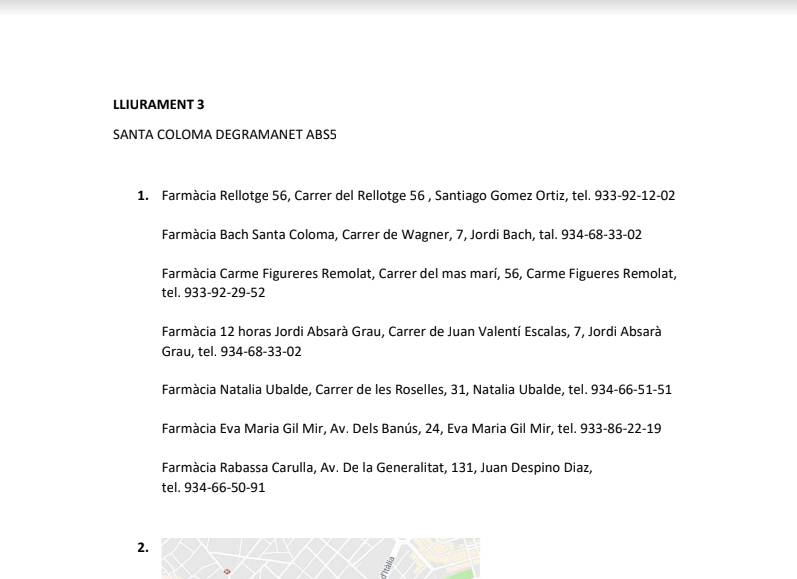 LLIURAMENT 3
SANTA COLOMA DEGRAMANET ABS5
1. Farmàcia Rellotge 56, Carrer del Rellotge 56 , Santiago Gomez Ortiz, tel. 933-92-12-02
Farmàcia Bach Santa Coloma, Carrer de Wagner, 7, Jordi Bach, tal. 934-68-33-02
Farmàcia Carme Figureres Remolat, Carrer del mas marí, 56, Carme Figueres Remolat,
tel. 933-92-29-52
Farmàcia 12 horas Jordi Absarà Grau, Carrer de Juan Valentí Escalas, 7, Jordi Absarà
Grau, tel. 934-68-33-02
Farmàcia Natalia Ubalde, Carrer de les Roselles, 31, Natalia Ubalde, tel. 934-66-51-51
Farmàcia Eva Maria Gil Mir, Av. Dels Banús, 24, Eva Maria Gil Mir, tel. 933-86-22-19
Farmàcia Rabassa Carulla, Av. De la Generalitat, 131, Juan Despino Diaz,
tel. 934-66-50-91
2.
d'Itàlia